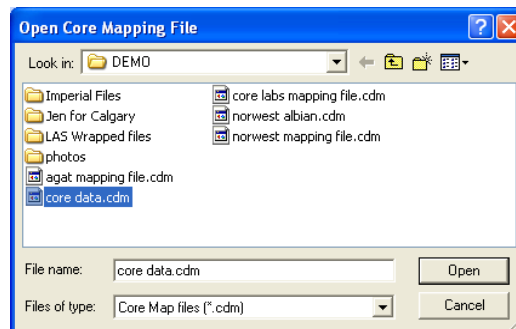 Open Core Mapping File
Look in: DEMO
Imperial Files
Jen for Calgary
LAS Wrapped files
photos
agat mapping file.cdm
core data.cdm
core labs mapping file.cdm
norwest albian.cdm
norwest mapping file.cdm
File name: core data.cdm Open
Files of type: Core Map files (*.cdm) Cancel